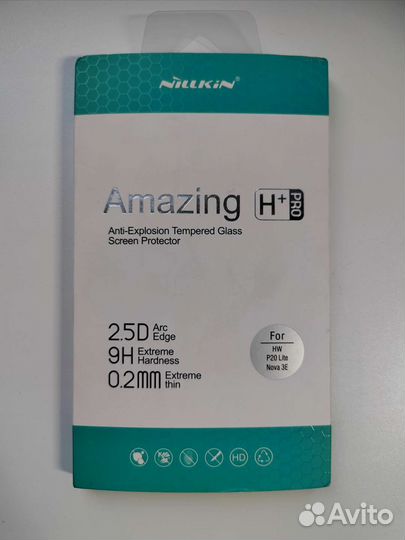 NILLKIN®
Amazing H+ PRO
Anti-Explosion Tempered Glass
Screen Protector
2.5D Arc Edge
9H Extreme Hardness
0.2mm Extreme thin
For
HW
P20 Lite
Nova 3E
HD
Avito